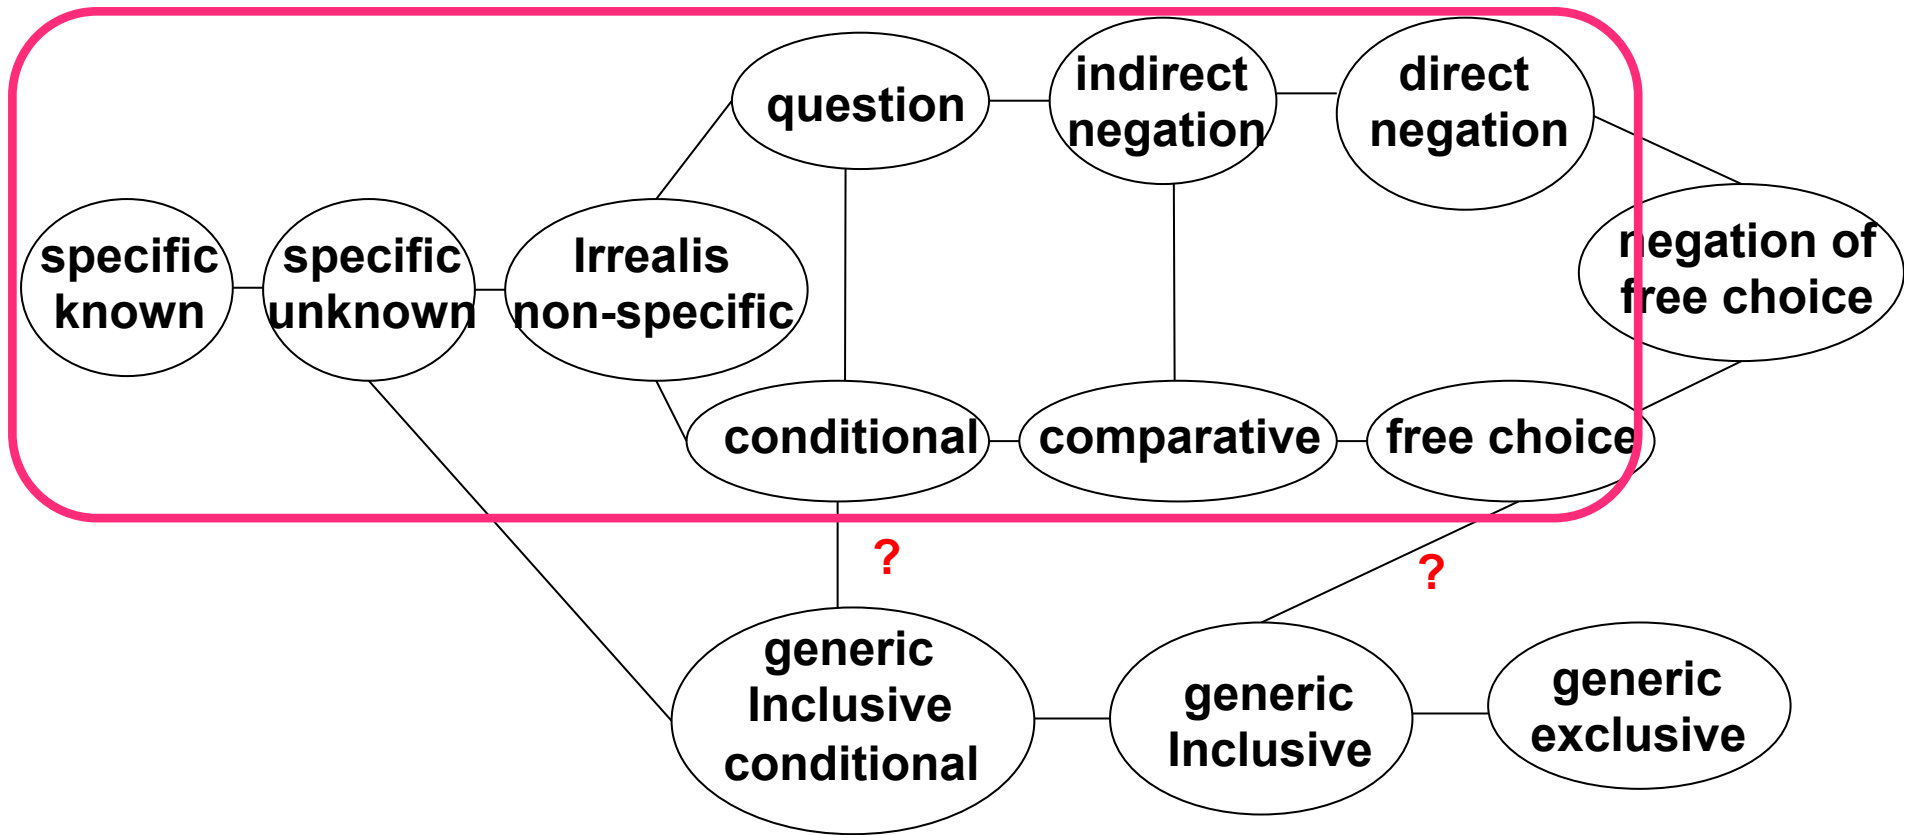 question
indirect
negation
direct
negation
specific
known
specific
unknown
Irrealis
non-specific
negation of
free choice
conditional
comparative
free choice
?
?
generic
Inclusive
conditional
generic
Inclusive
generic
exclusive